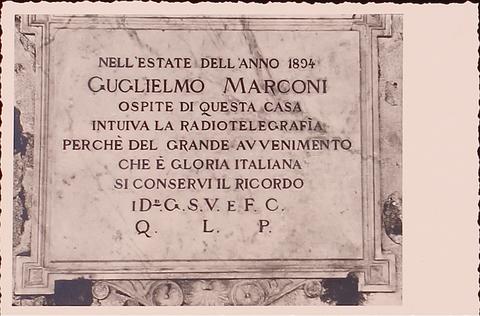 NELL'ESTATE DELL'ANNO 1894
GUGLIELMO MARCONI
OSPITE DI QUESTA CASA
INTUIVA LA RADIOTELEGRAFIA
PERCHÈ DEL GRANDE AVVENIMENTO
CHE È GLORIA ITALIANA
SI CONSERVI IL RICORDO
I DRI. G. S. V. E F. C.
Q. L. P.